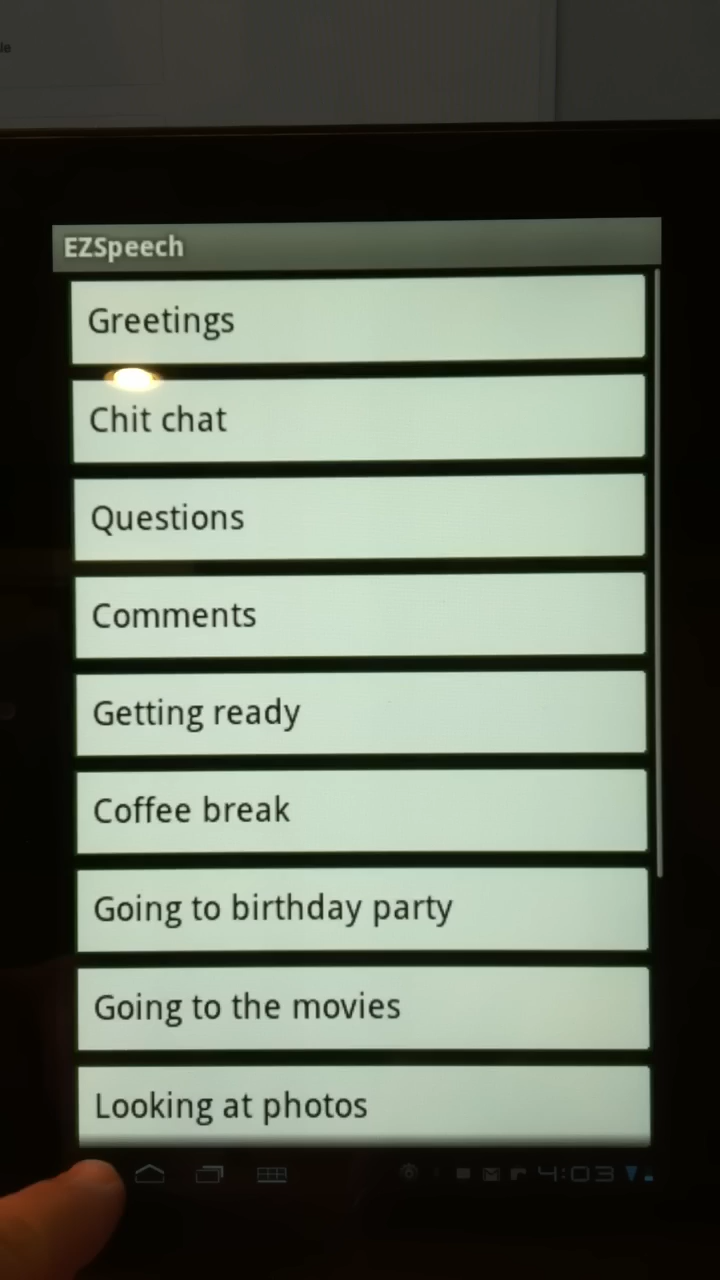 le
EZSpeech
Greetings
Chit chat
Questions
Comments
Getting ready
Coffee break
Going to birthday party
Going to the movies
Looking at photos
4:03